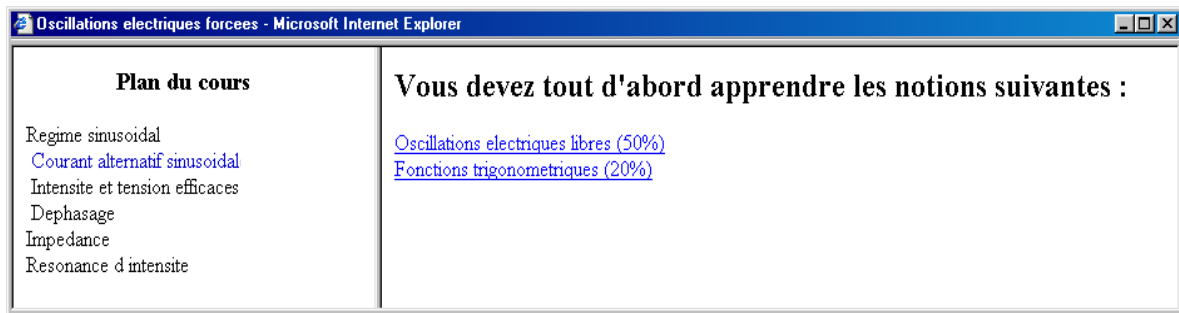 Oscillations electriques forcees - Microsoft Internet Explorer
Plan du cours
Regime sinusoidal
Courant alternatif sinusoidal
Intensite et tension efficaces
Dephasage
Impedance
Resonance d intensite
Vous devez tout d'abord apprendre les notions suivantes :
Oscillations electriques libres (50%)
Fonctions trigonometriques (20%)